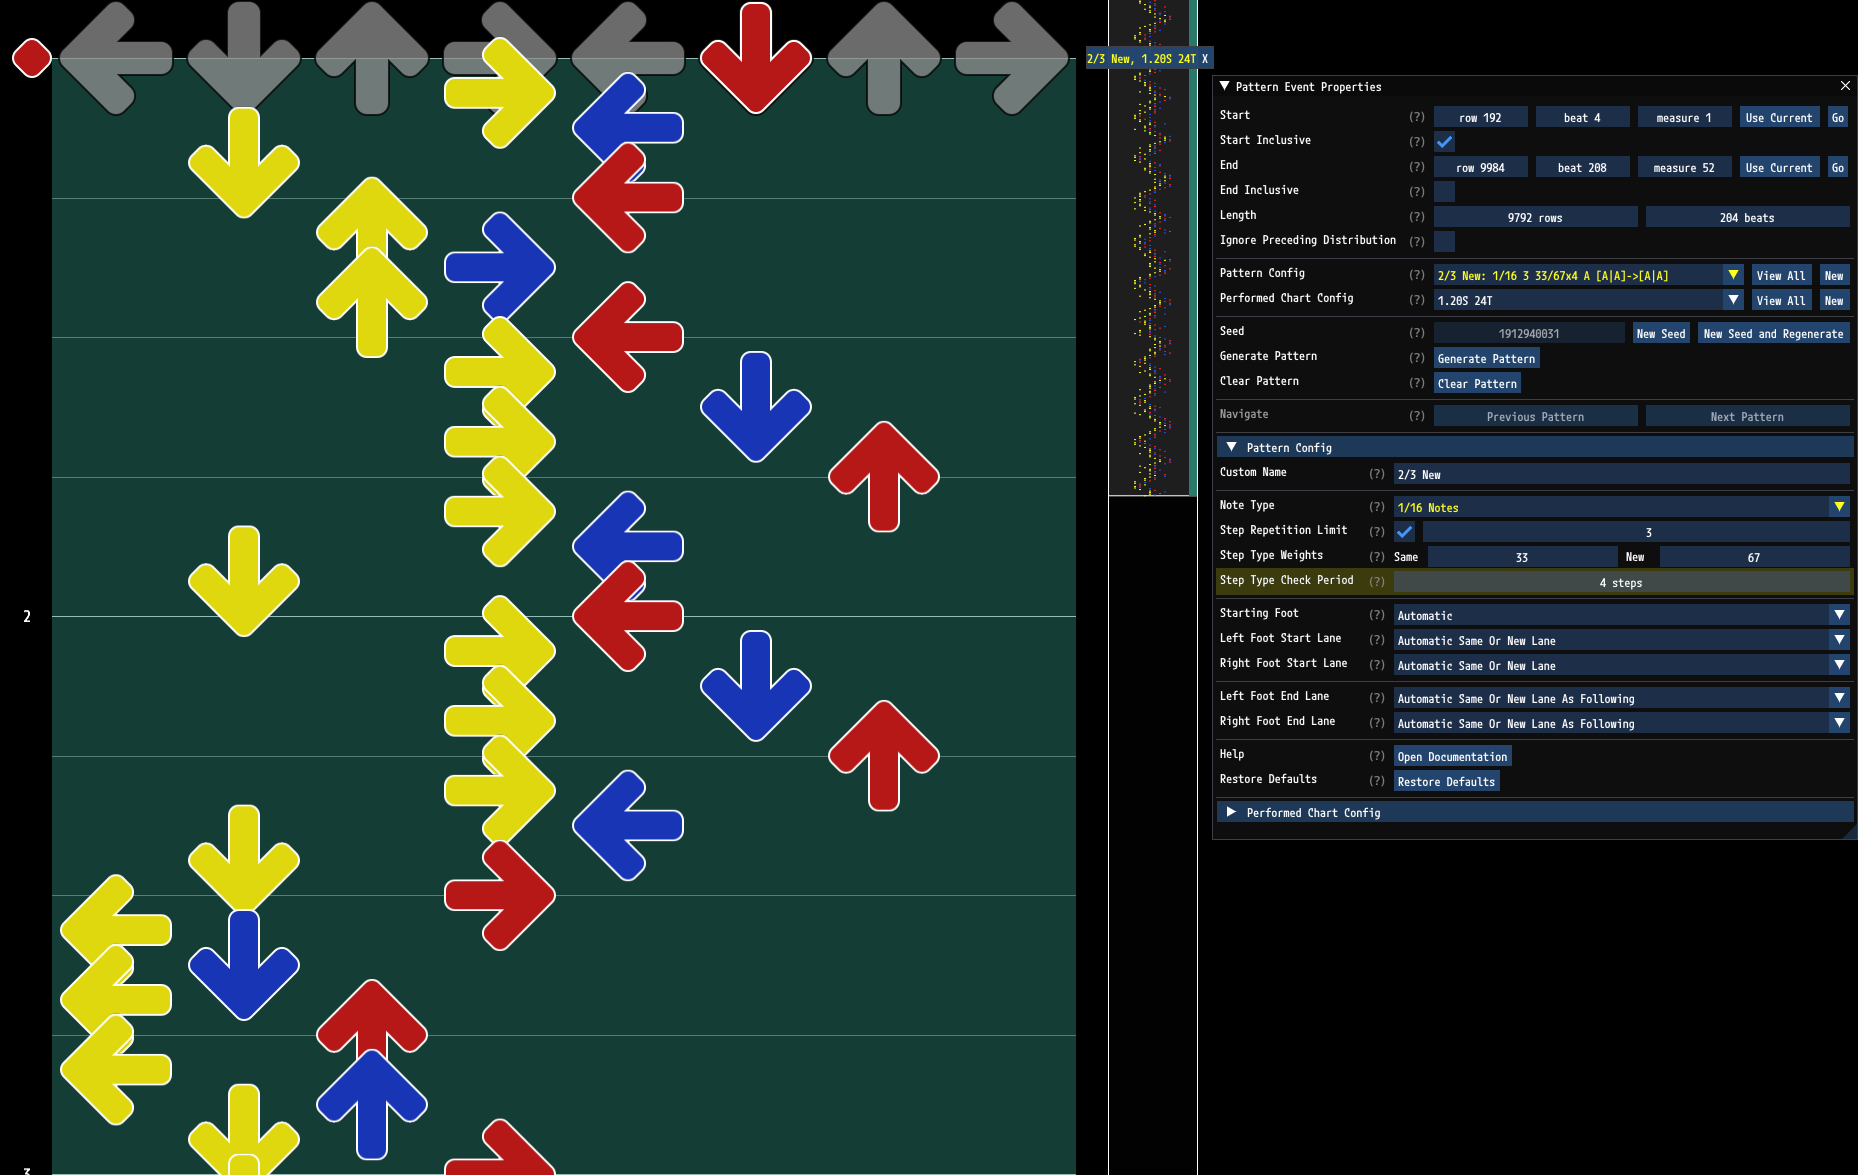 2/3 New, 1.20S 24T X
Pattern Event Properties
Start (?) row 192 beat 4 measure 1 Use Current Go
Start Inclusive (?)
End (?) row 9984 beat 208 measure 52 Use Current Go
End Inclusive (?)
Length (?) 9792 rows 204 beats
Ignore Preceding Distribution (?)
Pattern Config (?) 2/3 New: 1/16 3 33/67x4 A [A|A]->[A|A] View All New
Performed Chart Config (?) 1.20S 24T View All New
Seed (?) 1912940031 New Seed New Seed and Regenerate
Generate Pattern (?) Generate Pattern
Clear Pattern (?) Clear Pattern
Navigate (?) Previous Pattern Next Pattern
Pattern Config
Custom Name (?) 2/3 New
Note Type (?) 1/16 Notes
Step Repetition Limit (?) 3
Step Type Weights (?) Same 33 New 67
Step Type Check Period (?) 4 steps
Starting Foot (?) Automatic
Left Foot Start Lane (?) Automatic Same Or New Lane
Right Foot Start Lane (?) Automatic Same Or New Lane
Left Foot End Lane (?) Automatic Same Or New Lane As Following
Right Foot End Lane (?) Automatic Same Or New Lane As Following
Help (?) Open Documentation
Restore Defaults (?) Restore Defaults
Performed Chart Config
2
3